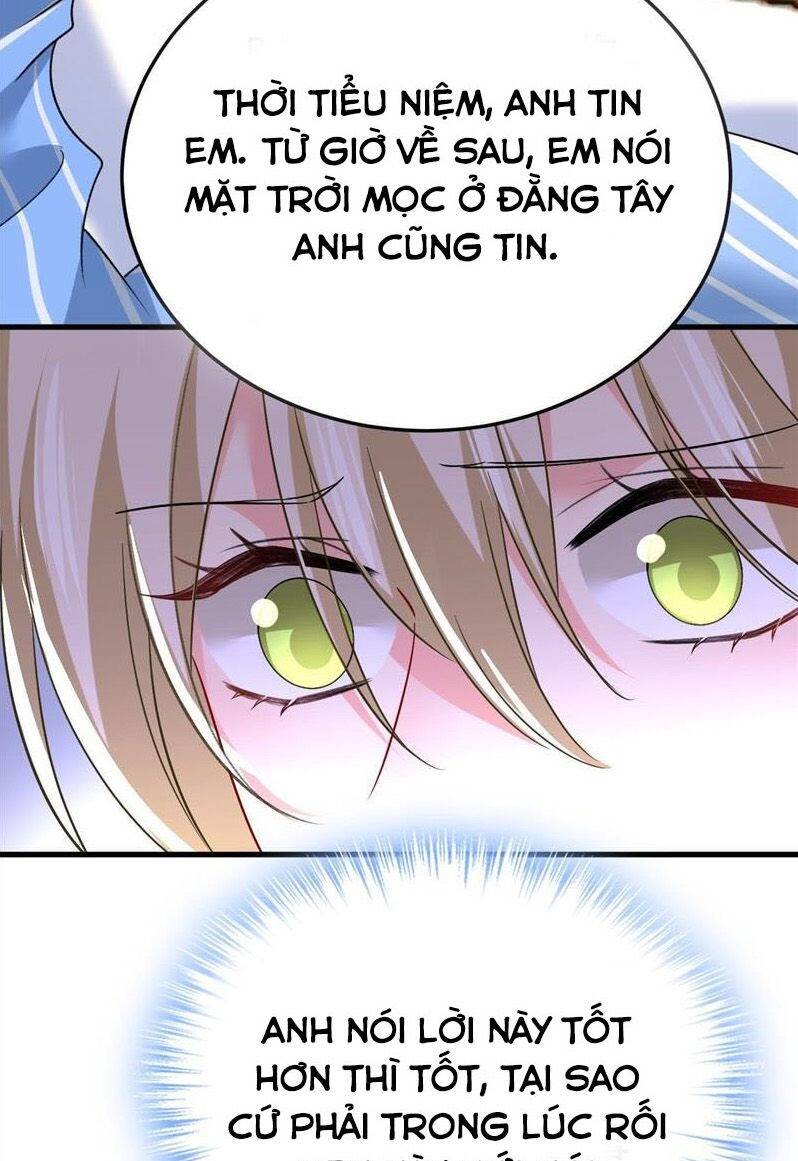 THỜI TIỂU NIỆM, ANH TIN
EM. TỪ GIỜ VỀ SAU, EM NÓI
MẶT TRỜI MỌC Ở ĐẰNG TÂY
ANH CŨNG TIN.
ANH NÓI LỜI NÀY TỐT
HƠN THÌ TỐT, TẠI SAO
CỨ PHẢI TRONG LÚC RỐI